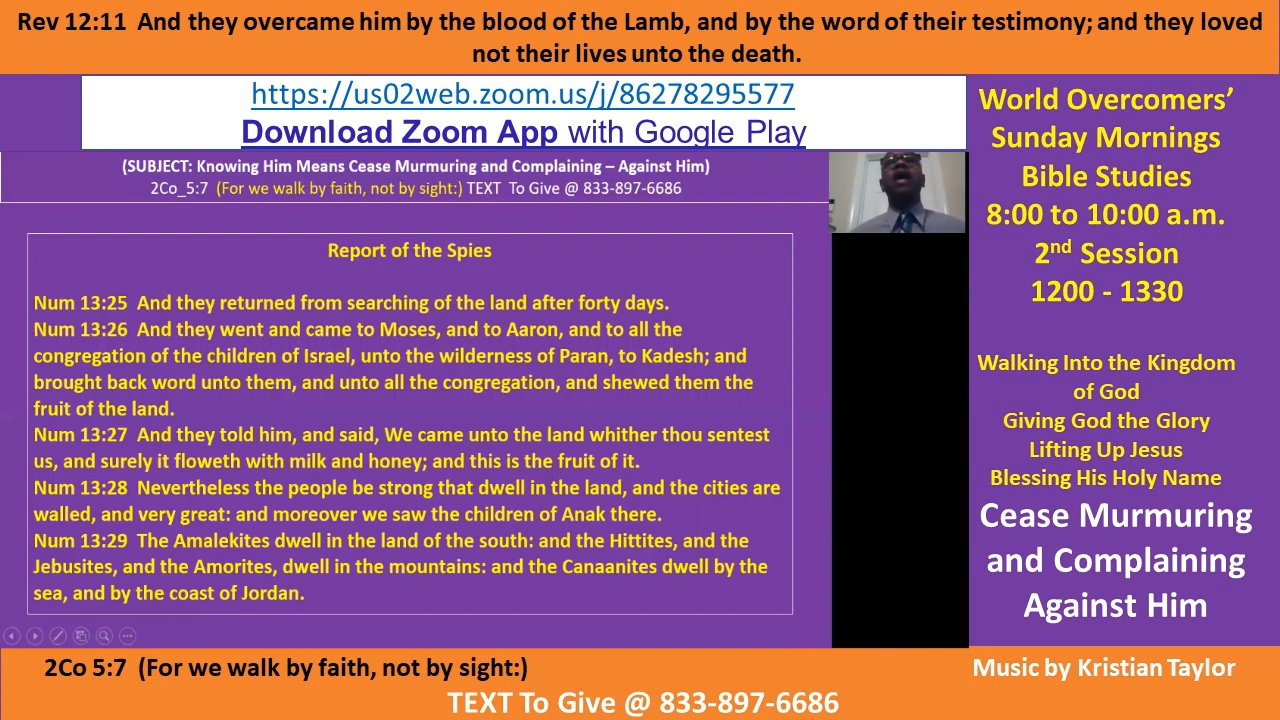 Rev 12:11  And they overcame him by the blood of the Lamb, and by the word of their testimony; and they loved
not their lives unto the death.
https://us02web.zoom.us/j/86278295577
Download Zoom App with Google Play
(SUBJECT: Knowing Him Means Cease Murmuring and Complaining – Against Him)
2Co_5:7  (For we walk by faith, not by sight:) TEXT  To Give @ 833-897-6686
Report of the Spies
Num 13:25  And they returned from searching of the land after forty days.
Num 13:26  And they went and came to Moses, and to Aaron, and to all the
congregation of the children of Israel, unto the wilderness of Paran, to Kadesh; and
brought back word unto them, and unto all the congregation, and shewed them the
fruit of the land.
Num 13:27  And they told him, and said, We came unto the land whither thou sentest
us, and surely it floweth with milk and honey; and this is the fruit of it.
Num 13:28  Nevertheless the people be strong that dwell in the land, and the cities are
walled, and very great: and moreover we saw the children of Anak there.
Num 13:29  The Amalekites dwell in the land of the south: and the Hittites, and the
Jebusites, and the Amorites, dwell in the mountains: and the Canaanites dwell by the
sea, and by the coast of Jordan.
World Overcomers’
Sunday Mornings
Bible Studies
8:00 to 10:00 a.m.
2nd Session
1200 - 1330
Walking Into the Kingdom
of God
Giving God the Glory
Lifting Up Jesus
Blessing His Holy Name
Cease Murmuring
and Complaining
Against Him
2Co 5:7  (For we walk by faith, not by sight:)
Music by Kristian Taylor
TEXT To Give @ 833-897-6686